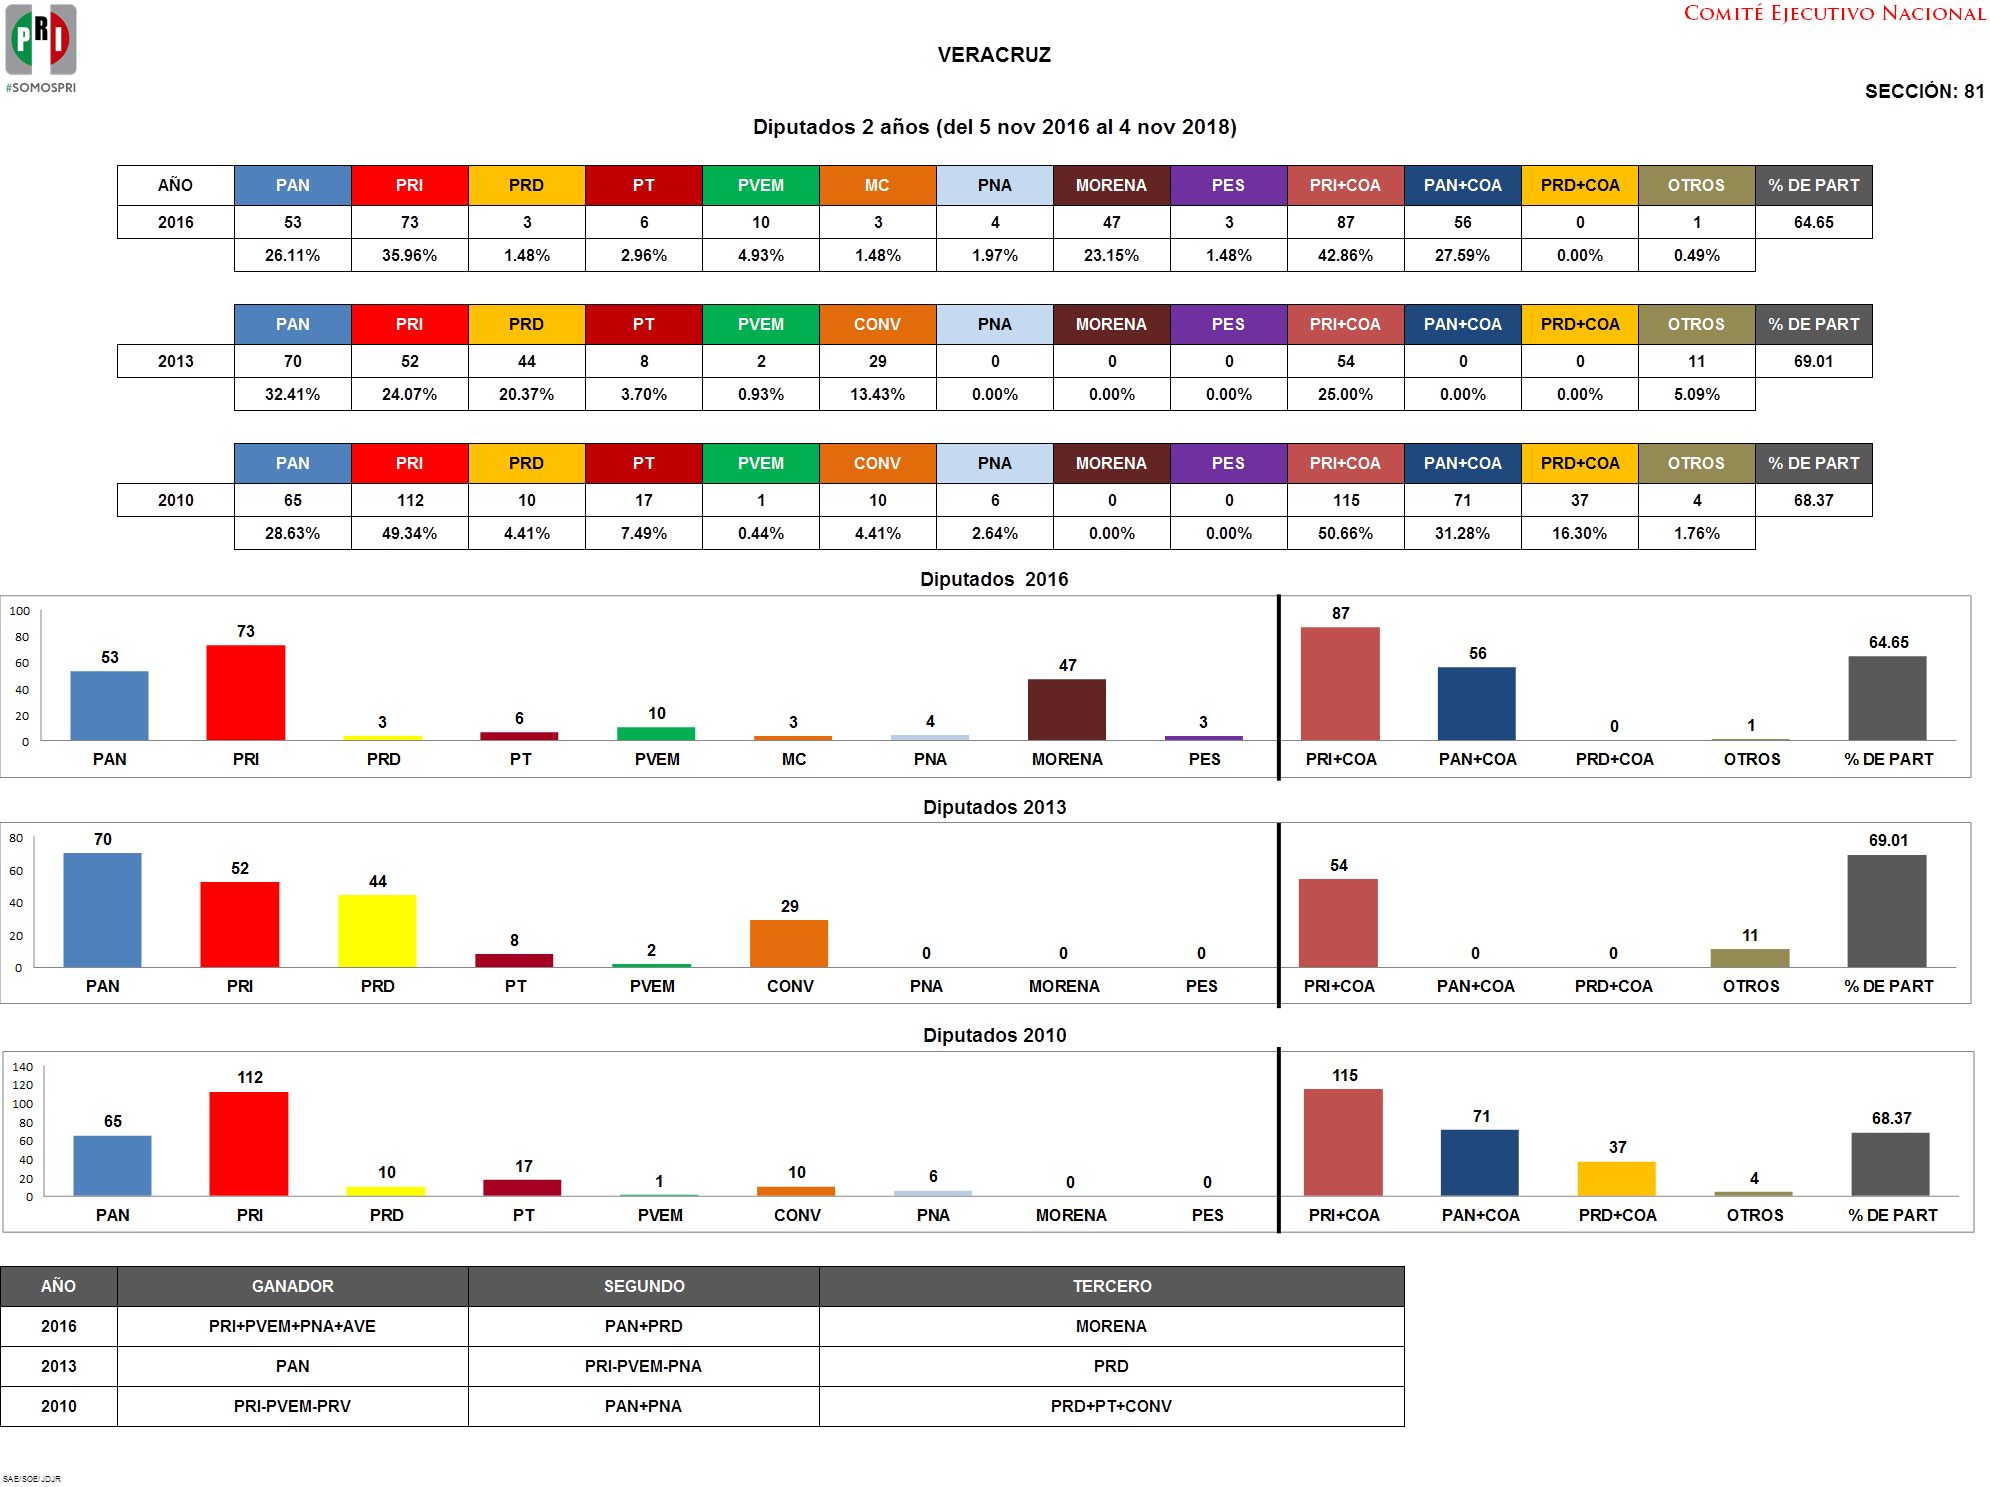 COMITÉ EJECUTIVO NACIONAL
PRI
#SOMOSPRI
VERACRUZ
SECCIÓN: 81
Diputados 2 años (del 5 nov 2016 al 4 nov 2018)
AÑO PAN PRI PRD PT PVEM MC PNA MORENA PES PRI+COA PAN+COA PRD+COA OTROS % DE PART
2016 53 73 3 6 10 3 4 47 3 87 56 0 1 64.65
26.11% 35.96% 1.48% 2.96% 4.93% 1.48% 1.97% 23.15% 1.48% 42.86% 27.59% 0.00% 0.49%
PAN PRI PRD PT PVEM CONV PNA MORENA PES PRI+COA PAN+COA PRD+COA OTROS % DE PART
2013 70 52 44 8 2 29 0 0 0 54 0 0 11 69.01
32.41% 24.07% 20.37% 3.70% 0.93% 13.43% 0.00% 0.00% 0.00% 25.00% 0.00% 0.00% 5.09%
PAN PRI PRD PT PVEM CONV PNA MORENA PES PRI+COA PAN+COA PRD+COA OTROS % DE PART
2010 65 112 10 17 1 10 6 0 0 115 71 37 4 68.37
28.63% 49.34% 4.41% 7.49% 0.44% 4.41% 2.64% 0.00% 0.00% 50.66% 31.28% 16.30% 1.76%
Diputados 2016
100
80
60
40
20
0
53 73 3 6 10 3 4 47 3 87 56 0 1 64.65
PAN PRI PRD PT PVEM MC PNA MORENA PES PRI+COA PAN+COA PRD+COA OTROS % DE PART
Diputados 2013
80
60
40
20
0
70 52 44 8 2 29 0 0 0 54 0 0 11 69.01
PAN PRI PRD PT PVEM CONV PNA MORENA PES PRI+COA PAN+COA PRD+COA OTROS % DE PART
Diputados 2010
140
120
100
80
60
40
20
0
65 112 10 17 1 10 6 0 0 115 71 37 4 68.37
PAN PRI PRD PT PVEM CONV PNA MORENA PES PRI+COA PAN+COA PRD+COA OTROS % DE PART
AÑO GANADOR SEGUNDO TERCERO
2016 PRI+PVEM+PNA+AVE PAN+PRD MORENA
2013 PAN PRI-PVEM-PNA PRD
2010 PRI-PVEM-PRV PAN+PNA PRD+PT+CONV
SAE/SOE/JDJR